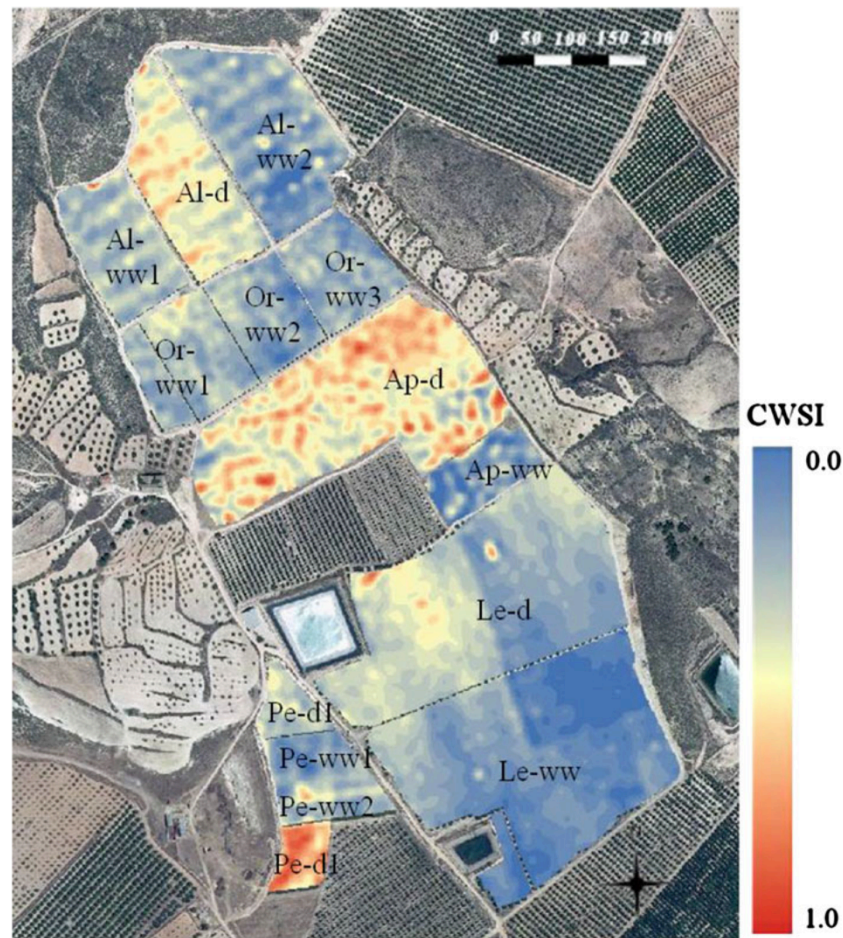 0 50 100 150 200
Al-
ww2
Al-d
Al-
ww1
Or-
ww3
Or-
ww2
Or-
ww1
Ap-d
Ap-ww
CWSI
0.0
1.0
Le-d
Pe-d1
Pe-ww1
Le-ww
Pe-ww2
Pe-d1